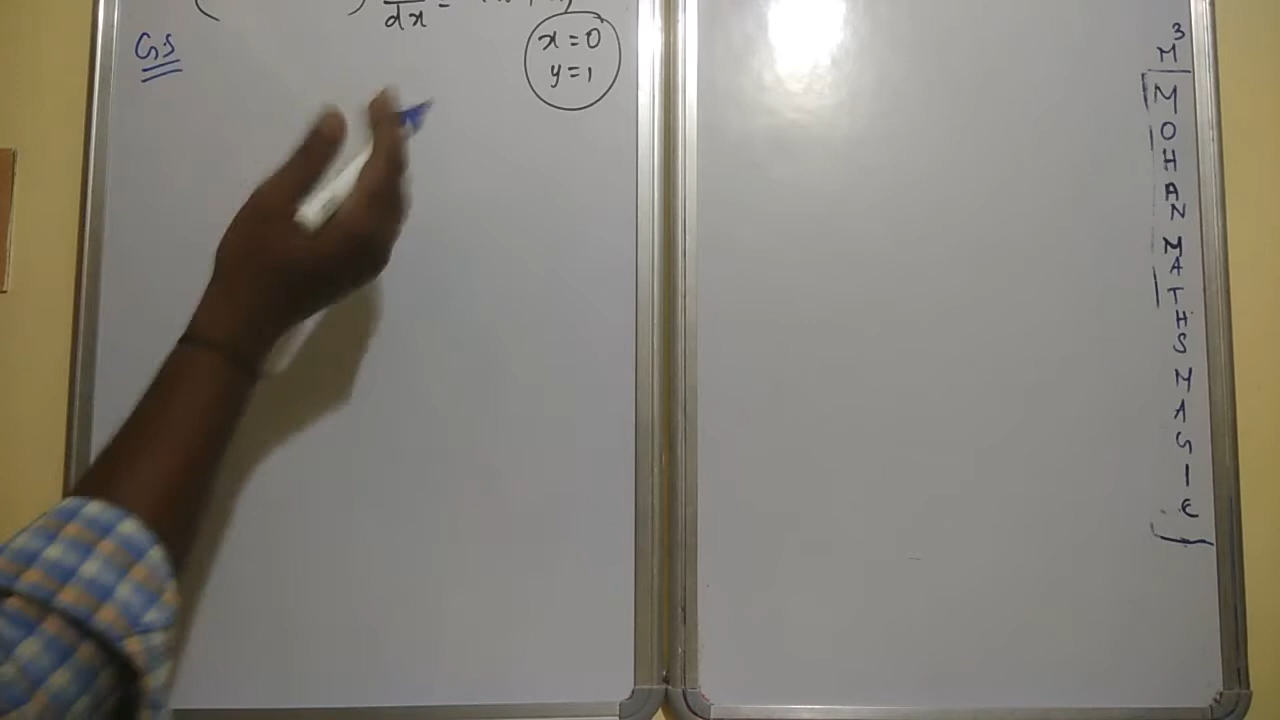 ( ) dx =
x = 0
y = 1
GS
M³
MOHAN
MATHS
MAGIC